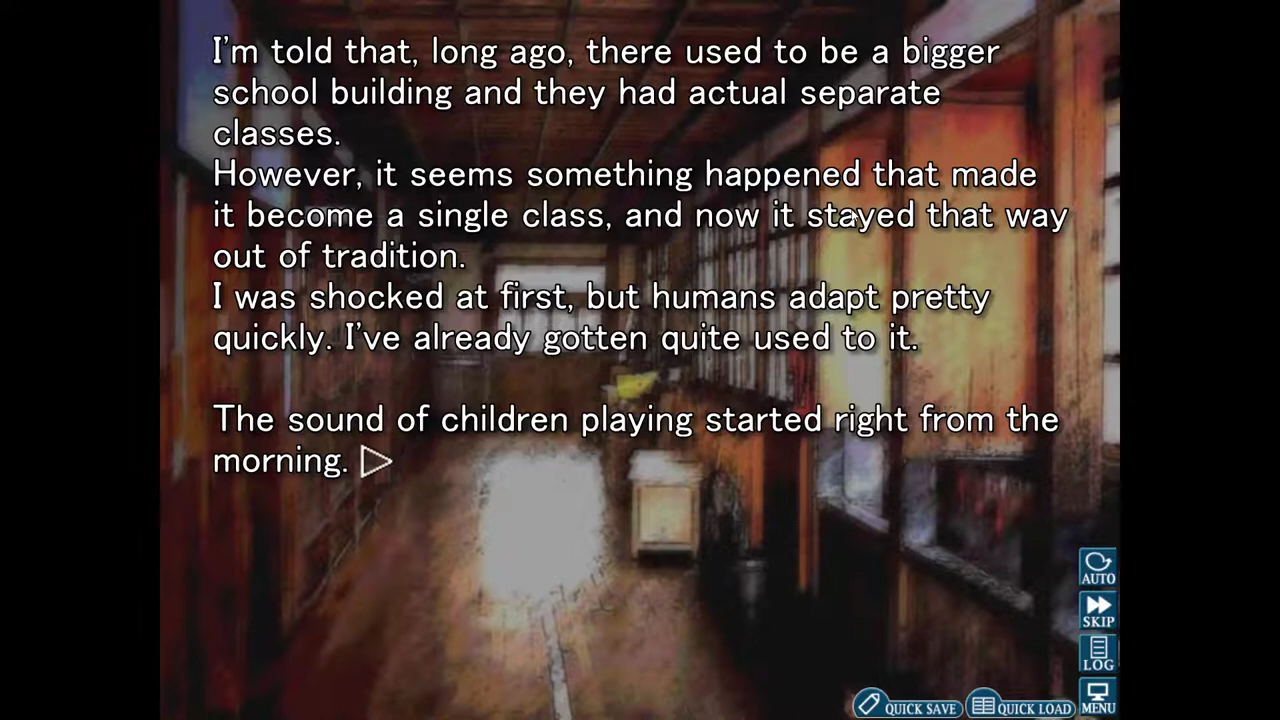 I'm told that, long ago, there used to be a bigger
school building and they had actual separate
classes.
However, it seems something happened that made
it become a single class, and now it stayed that way
out of tradition.
I was shocked at first, but humans adapt pretty
quickly. I've already gotten quite used to it.
The sound of children playing started right from the
morning.
AUTO
SKIP
LOG
MENU
QUICK SAVE
QUICK LOAD